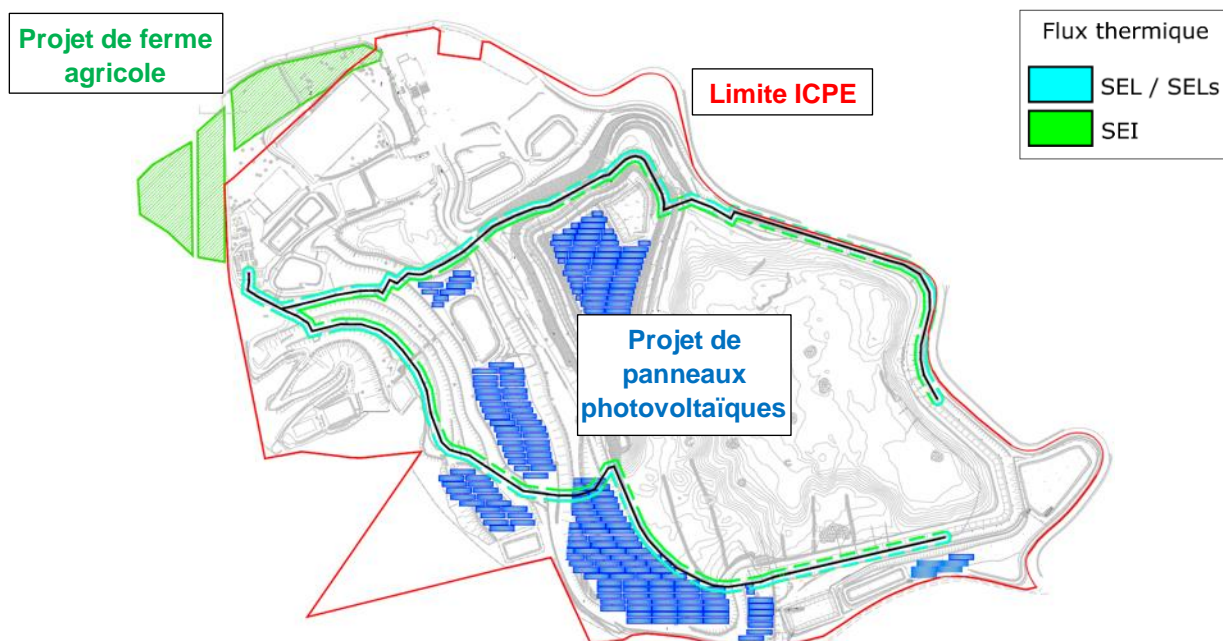 Projet de ferme
agricole
Limite ICPE
Flux thermique
SEL / SELs
SEI
Projet de
panneaux
photovoltaïques